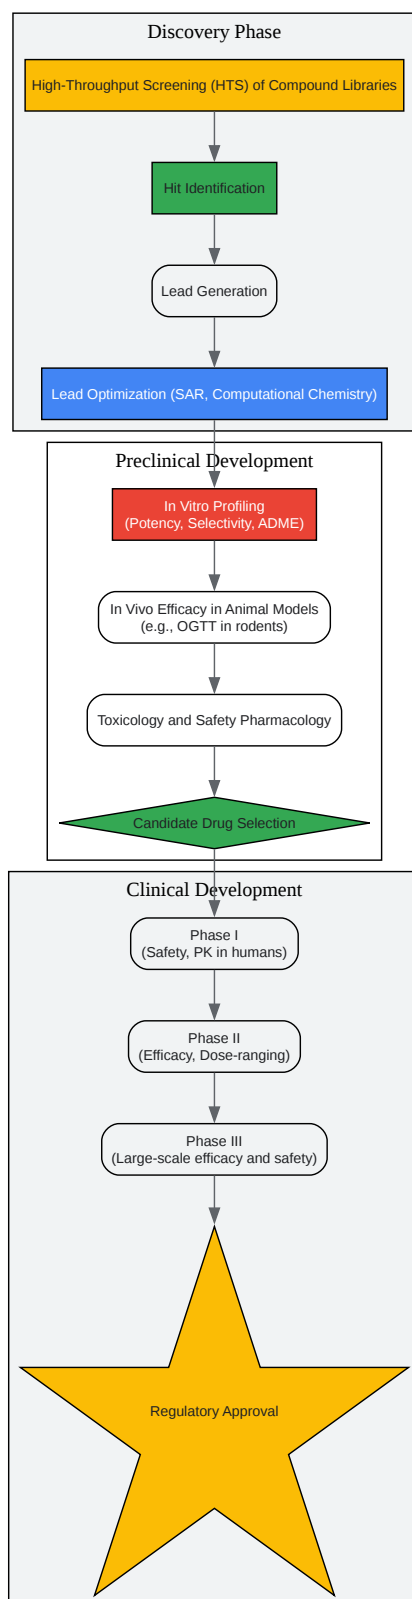 Discovery Phase
High-Throughput Screening (HTS) of Compound Libraries
Hit Identification
Lead Generation
Lead Optimization (SAR, Computational Chemistry)
Preclinical Development
In Vitro Profiling
(Potency, Selectivity, ADME)
In Vivo Efficacy in Animal Models
(e.g., OGTT in rodents)
Toxicology and Safety Pharmacology
Candidate Drug Selection
Clinical Development
Phase I
(Safety, PK in humans)
Phase II
(Efficacy, Dose-ranging)
Phase III
(Large-scale efficacy and safety)
Regulatory Approval